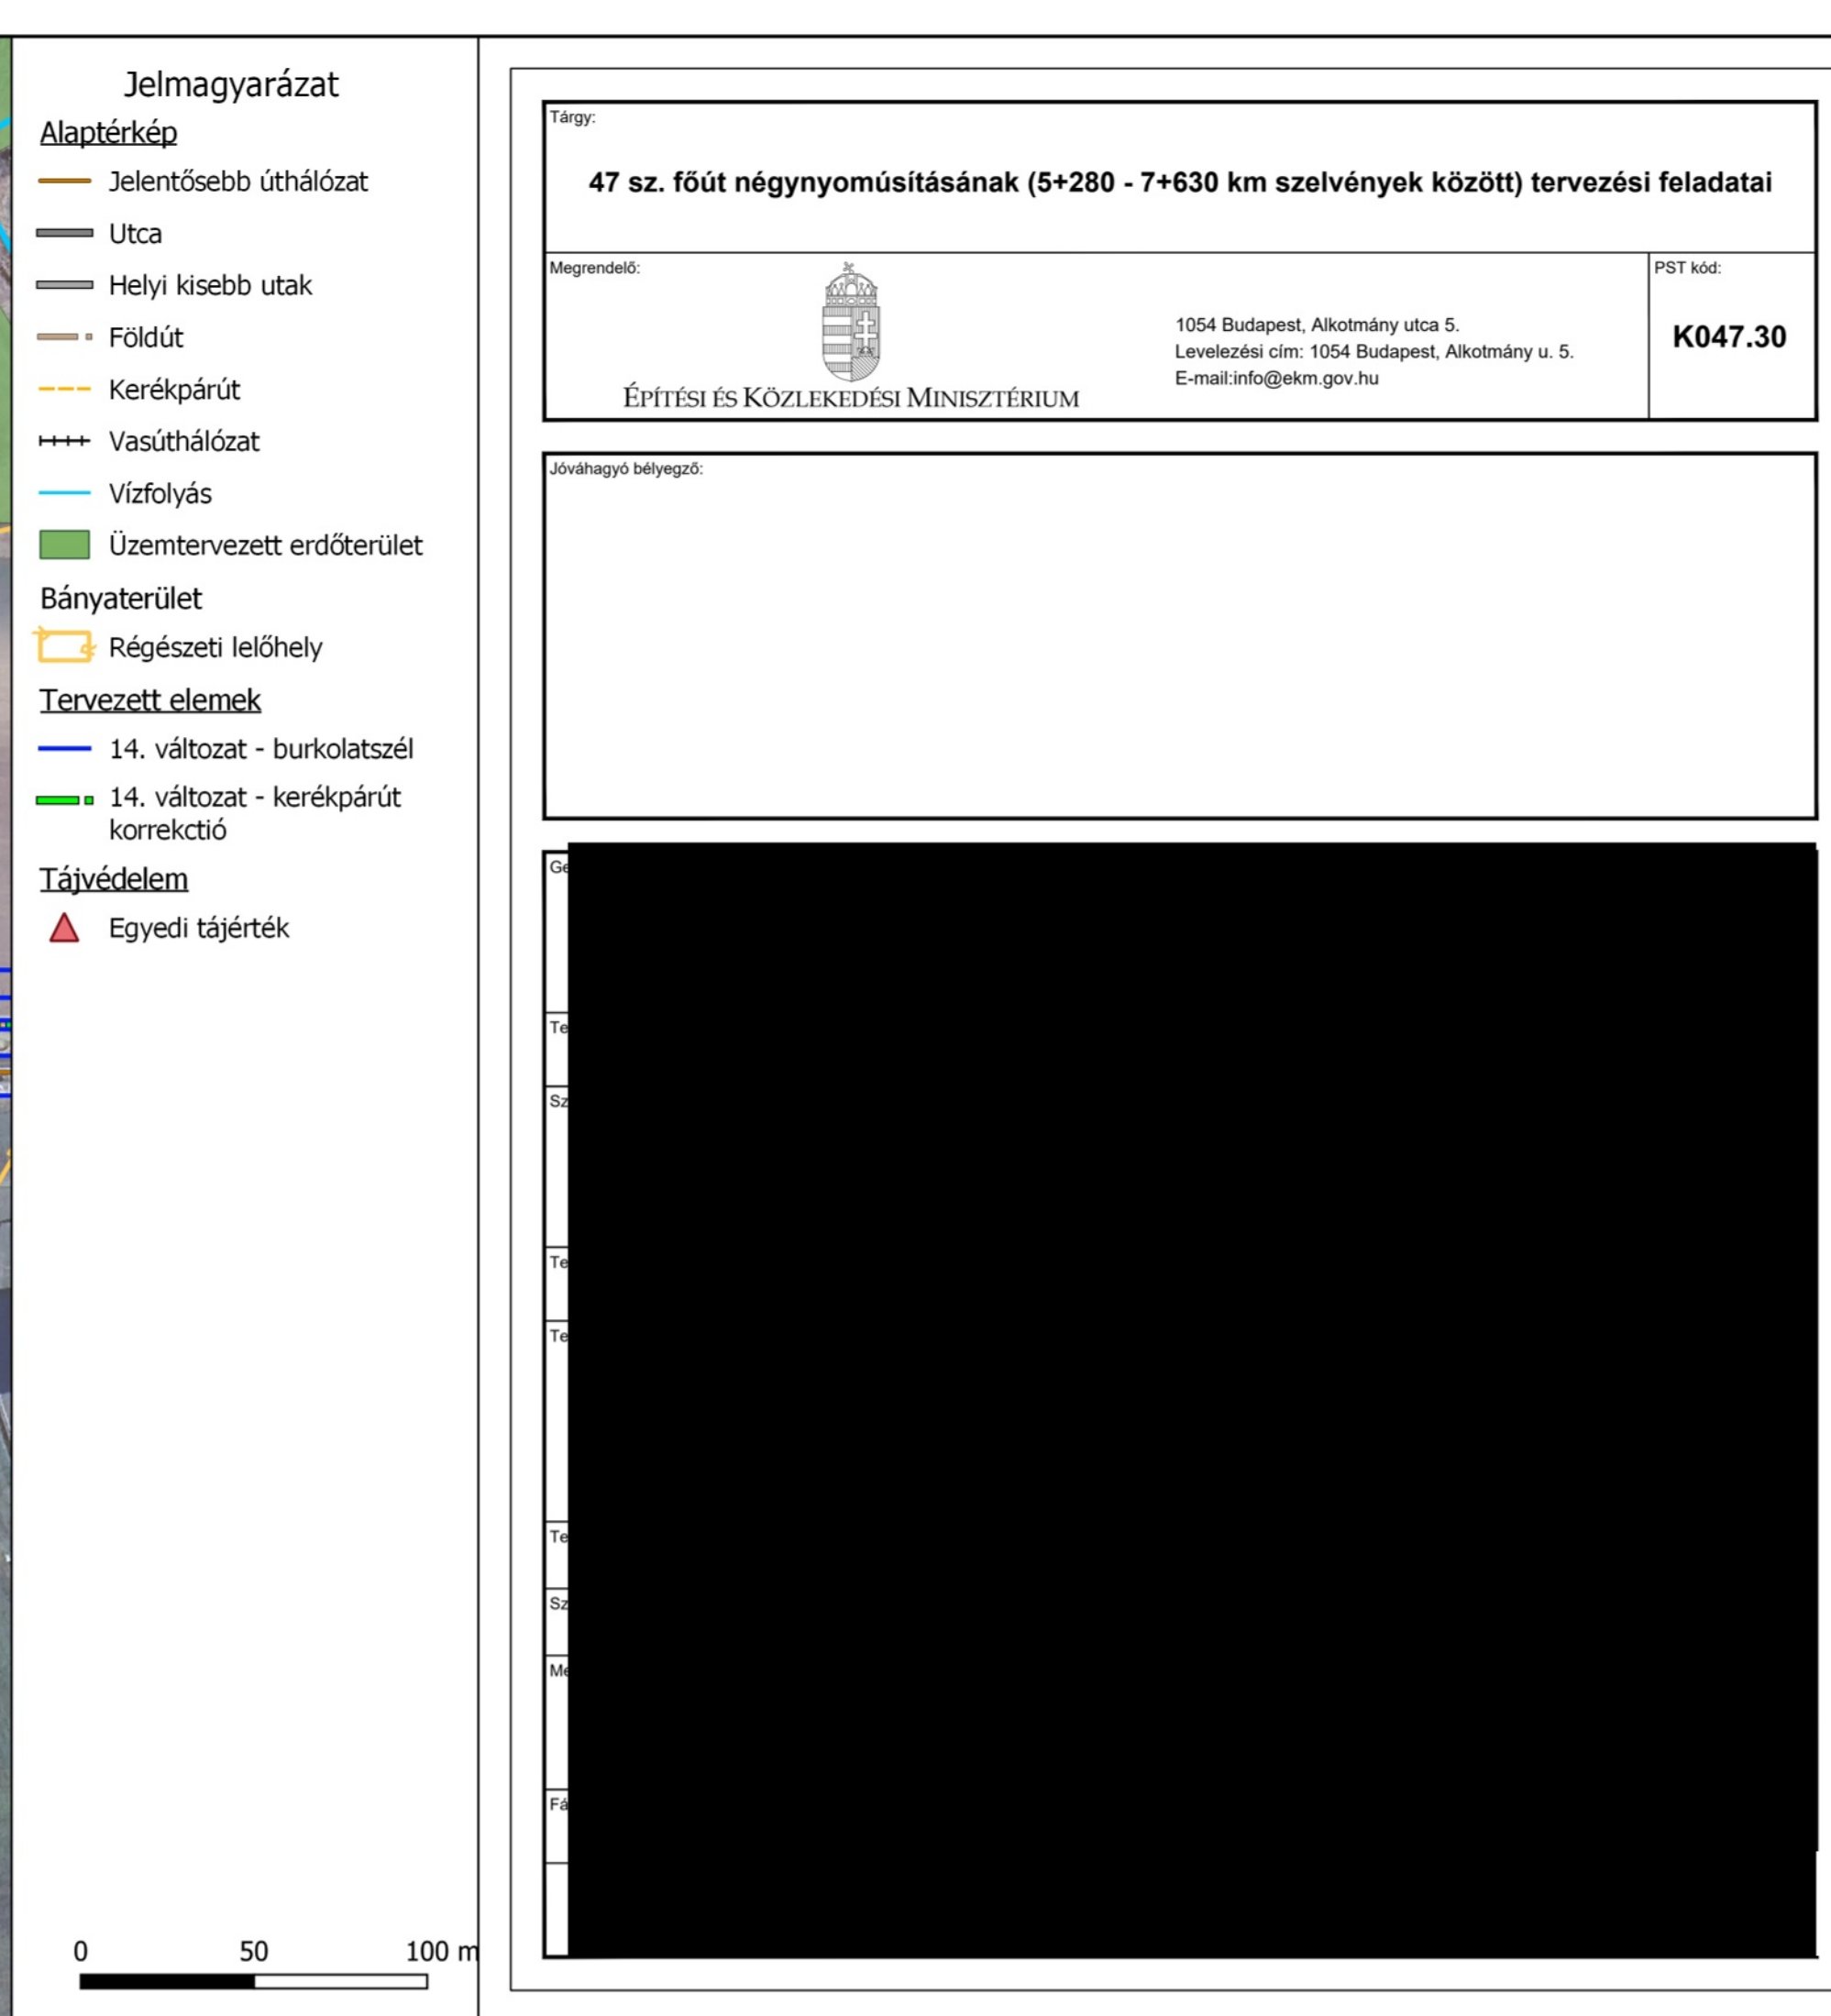 Jelmagyarázat
Alaptérkép
Jelentősebb úthálózat
Utca
Helyi kisebb utak
Földút
Kerékpárút
Vasúthálózat
Vízfolyás
Üzemtervezett erdőterület
Bányaterület
Régészeti lelőhely
Tervezett elemek
14. változat - burkolatszél
14. változat - kerékpárút
korrekctió
Tájvédelem
Egyedi tájérték
0 50 100 m
Tárgy:
47 sz. főút négynyomúsításának (5+280 - 7+630 km szelvények között) tervezési feladatai
Megrendelő:
ÉPÍTÉSI ÉS KÖZLEKEDÉSI MINISZTÉRIUM
1054 Budapest, Alkotmány utca 5.
Levelezési cím: 1054 Budapest, Alkotmány u. 5.
E-mail:info@ekm.gov.hu
PST kód:
K047.30
Jóváhagyó bélyegző: